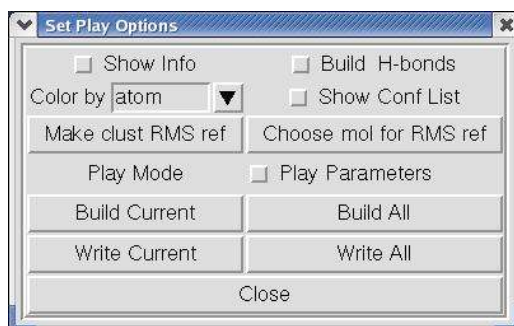 Set Play Options
Show Info Build H-bonds
Color by atom Show Conf List
Make clust RMS ref Choose mol for RMS ref
Play Mode Play Parameters
Build Current Build All
Write Current Write All
Close